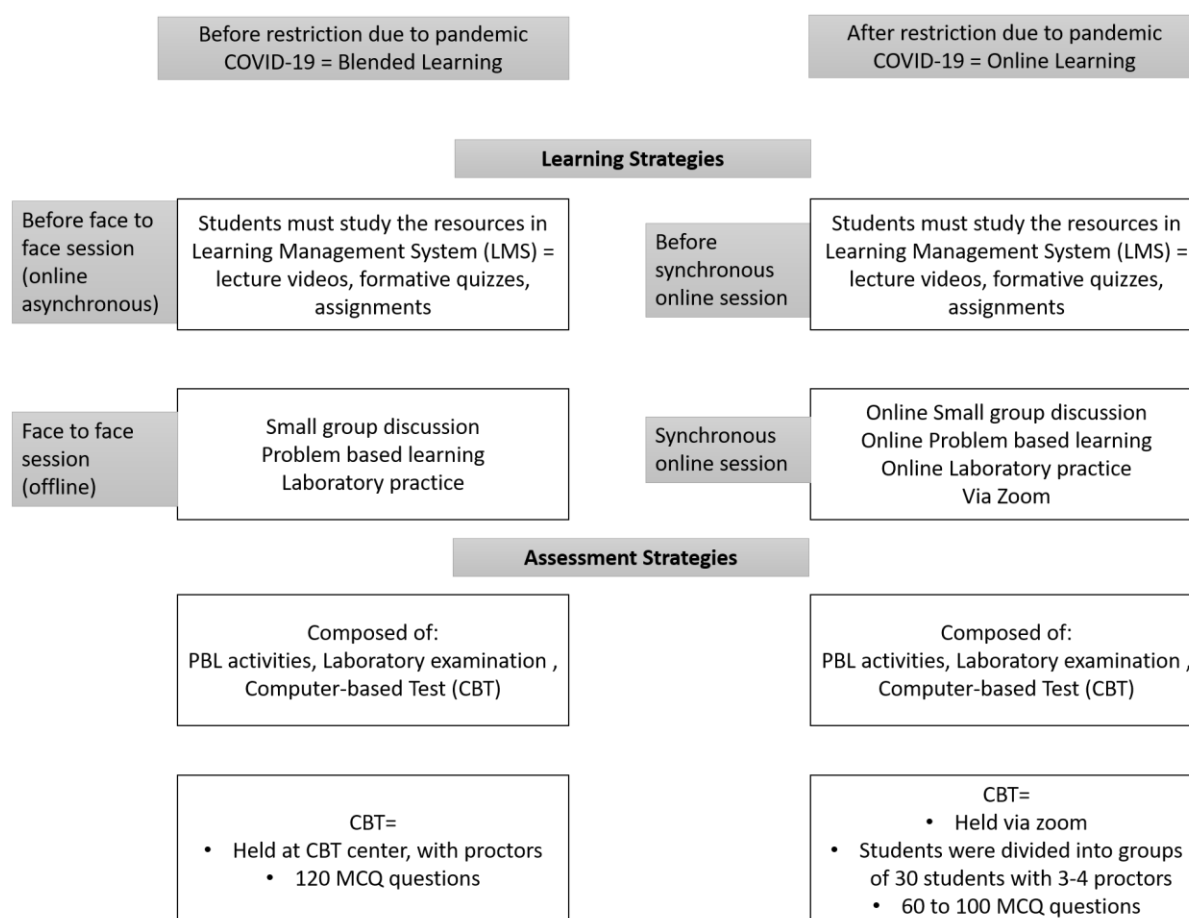 Before restriction due to pandemic
COVID-19 = Blended Learning
After restriction due to pandemic
COVID-19 = Online Learning
Learning Strategies
Before face to
face session
(online
asynchronous)
Students must study the resources in
Learning Management System (LMS) =
lecture videos, formative quizzes,
assignments
Before
synchronous
online session
Students must study the resources in
Learning Management System (LMS) =
lecture videos, formative quizzes,
assignments
Face to face
session
(offline)
Small group discussion
Problem based learning
Laboratory practice
Synchronous
online session
Online Small group discussion
Online Problem based learning
Online Laboratory practice
Via Zoom
Assessment Strategies
Composed of:
PBL activities, Laboratory examination ,
Computer-based Test (CBT)
Composed of:
PBL activities, Laboratory examination ,
Computer-based Test (CBT)
CBT=
• Held at CBT center, with proctors
• 120 MCQ questions
CBT=
• Held via zoom
• Students were divided into groups
of 30 students with 3-4 proctors
• 60 to 100 MCQ questions